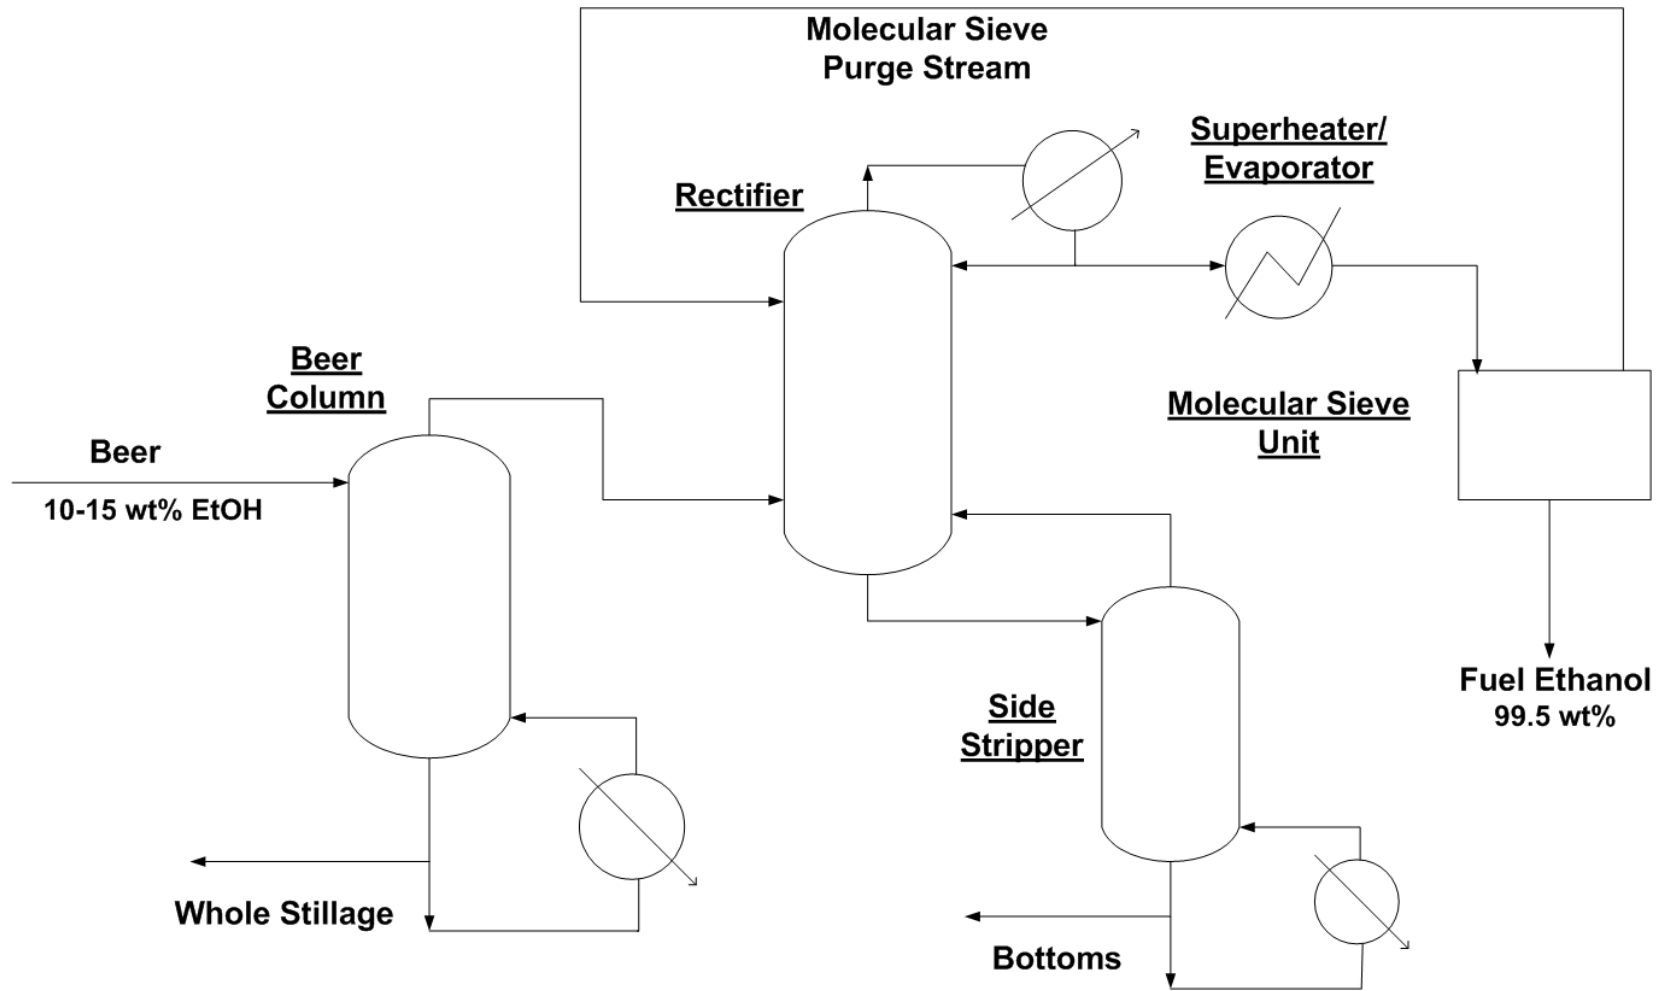 Molecular Sieve
Purge Stream
Superheater/
Evaporator
Rectifier
Beer
Column
Beer
10-15 wt% EtOH
Molecular Sieve
Unit
Fuel Ethanol
99.5 wt%
Side
Stripper
Whole Stillage
Bottoms